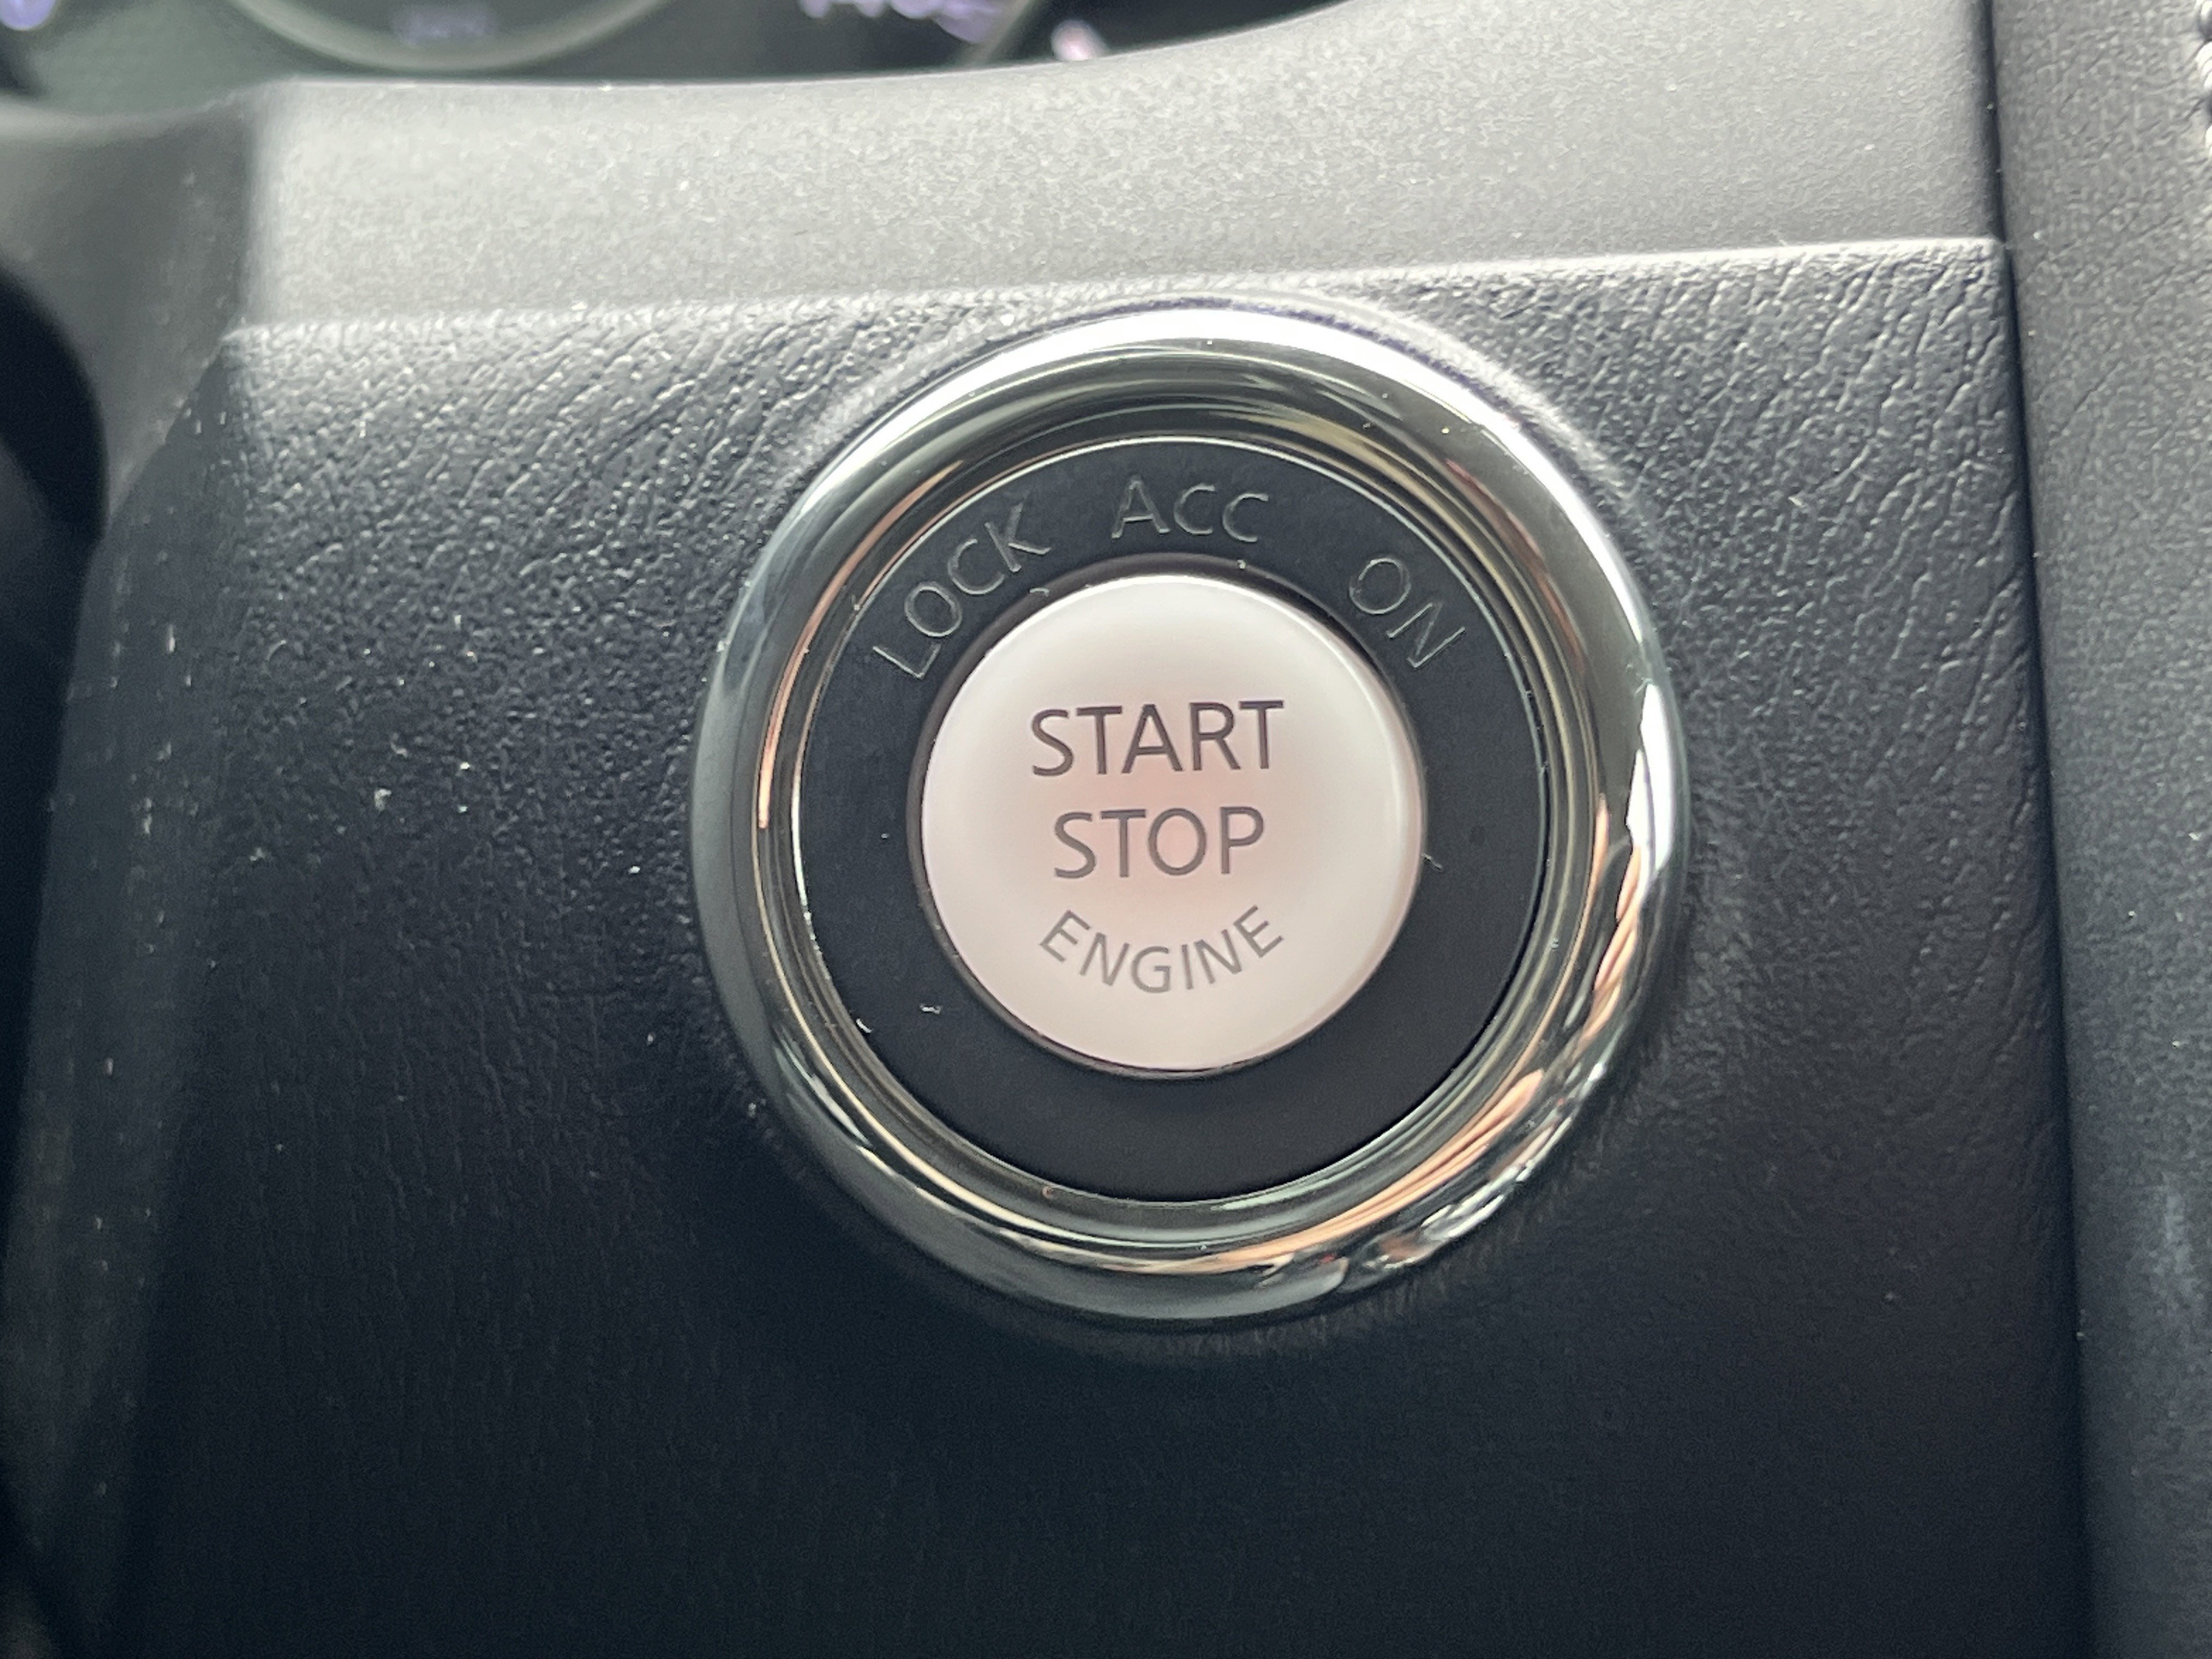 LOCK ACC ON
START
STOP
ENGINE